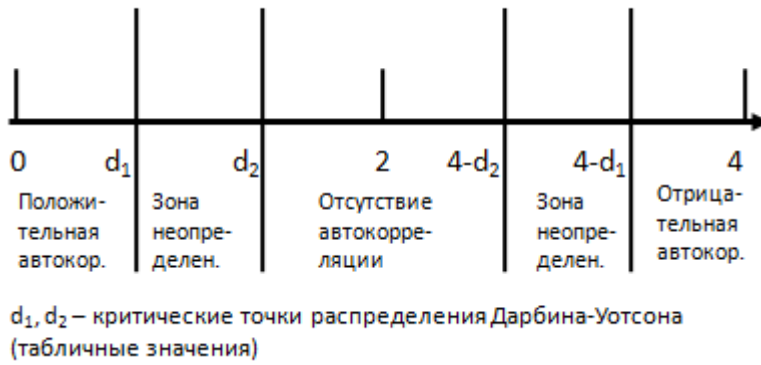 0 d₁ d₂ 2 4-d₂ 4-d₁ 4
Положи-
тельная
автокор.
Зона
неопре-
делен.
Отсутствие
автокорре-
ляции
Зона
неопре-
делен.
Отрица-
тельная
автокор.
d₁, d₂ – критические точки распределения Дарбина-Уотсона
(табличные значения)